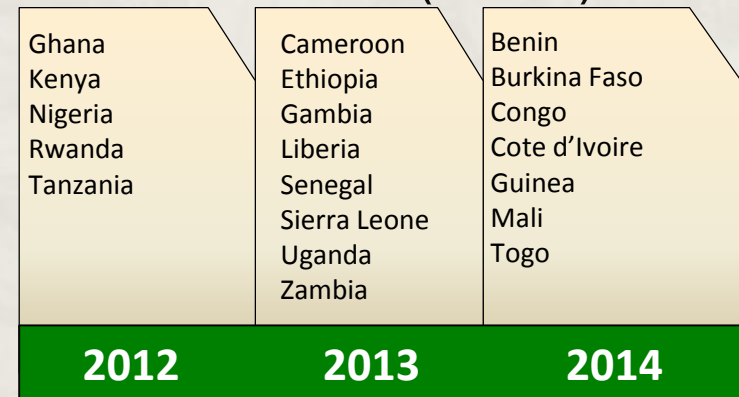 Ghana
Kenya
Nigeria
Rwanda
Tanzania
Cameroon
Ethiopia
Gambia
Liberia
Senegal
Sierra Leone
Uganda
Zambia
Benin
Burkina Faso
Congo
Cote d’Ivoire
Guinea
Mali
Togo
2012 2013 2014